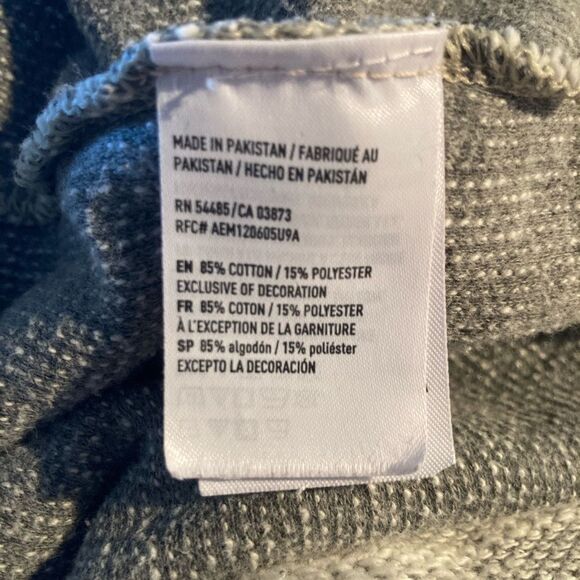 MADE IN PAKISTAN / FABRIQUÉ AU
PAKISTAN / HECHO EN PAKISTÁN
RN 54485/CA 03873
RFC# AEM120605U9A
EN 85% COTTON / 15% POLYESTER
EXCLUSIVE OF DECORATION
FR 85% COTON / 15% POLYESTER
À L'EXCEPTION DE LA GARNITURE
SP 85% algodón / 15% poliéster
EXCEPTO LA DECORACIÓN